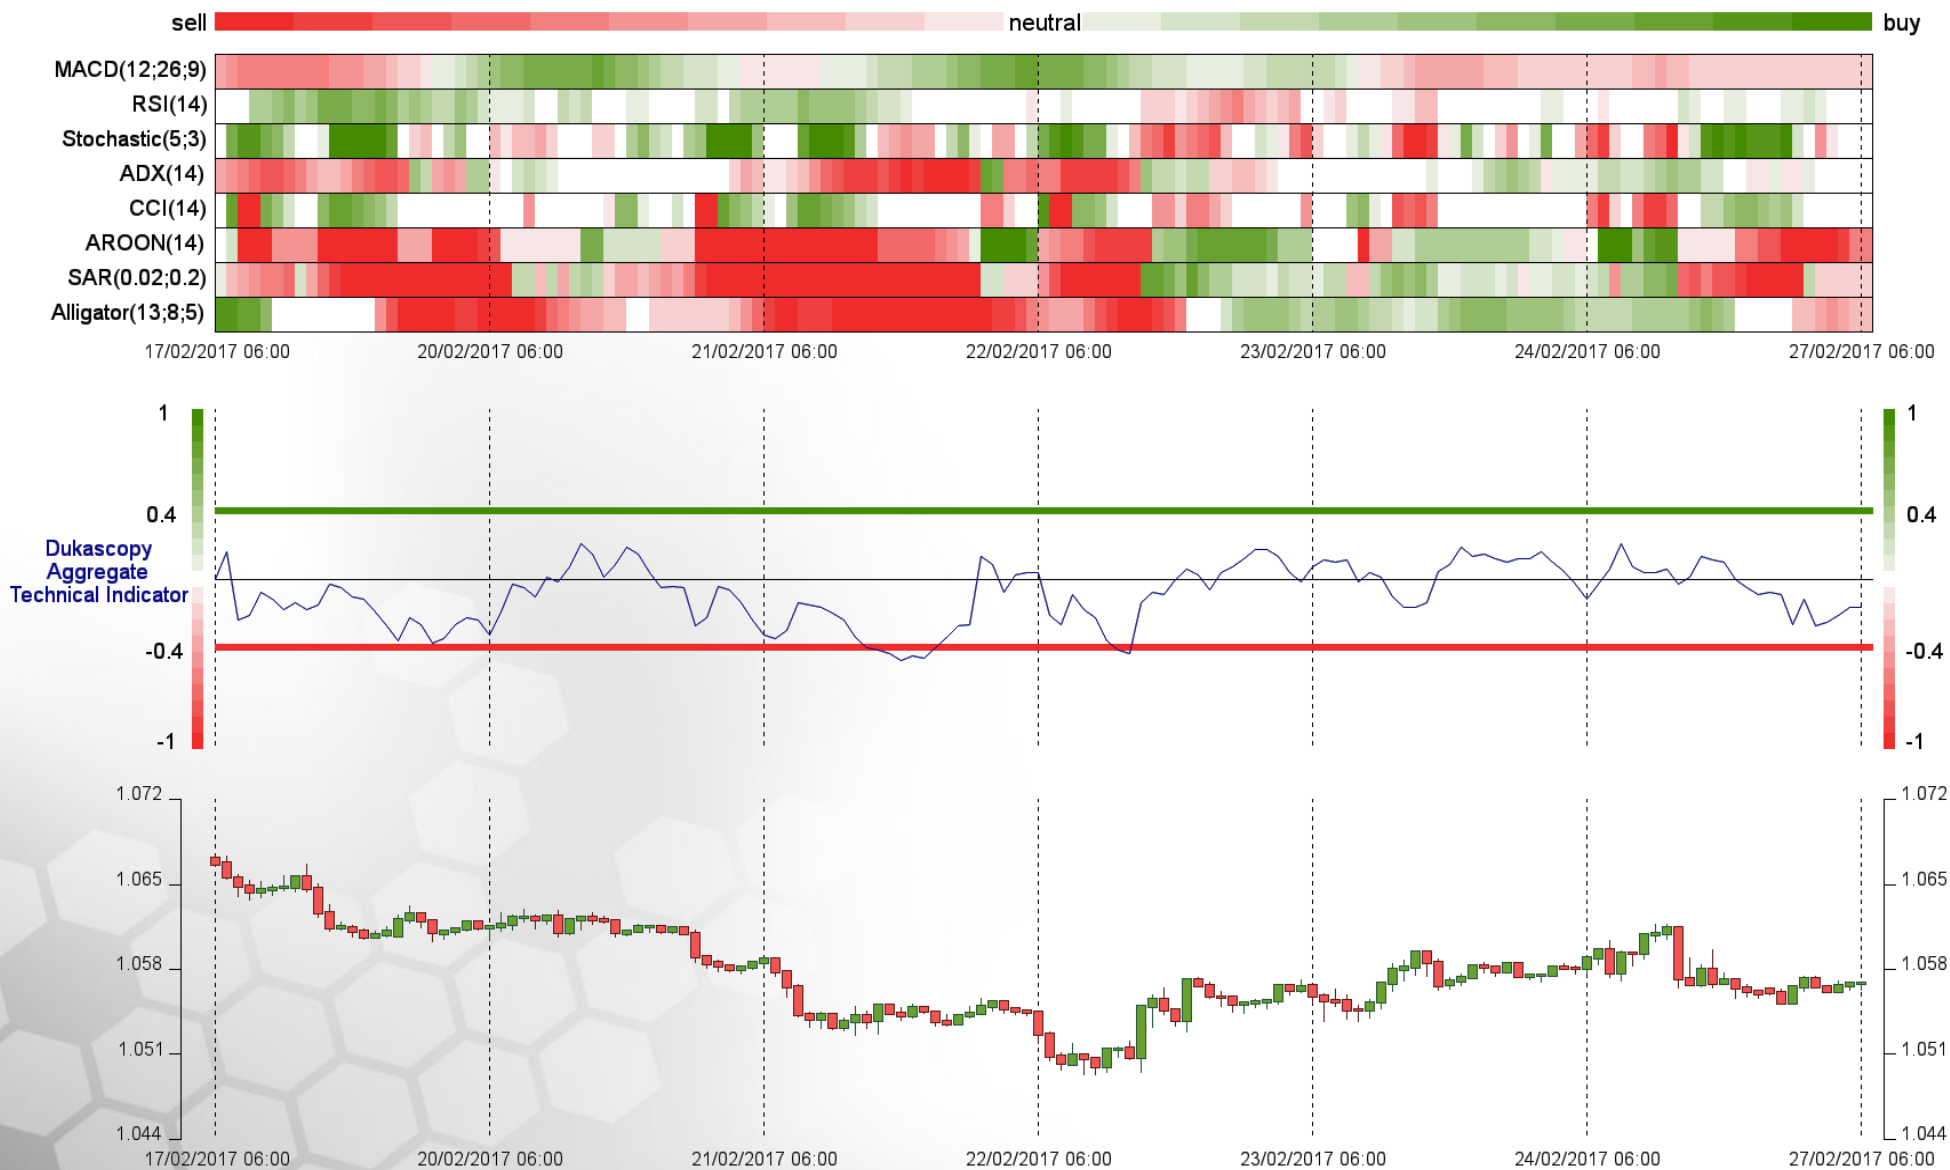 sell neutral buy
MACD(12;26;9)
RSI(14)
Stochastic(5;3)
ADX(14)
CCI(14)
AROON(14)
SAR(0.02;0.2)
Alligator(13;8;5)
17/02/2017 06:00 20/02/2017 06:00 21/02/2017 06:00 22/02/2017 06:00 23/02/2017 06:00 24/02/2017 06:00 27/02/2017 06:00
1 1
0.4 0.4
Dukascopy
Aggregate
Technical Indicator
-0.4 -0.4
-1 -1
1.072 1.072
1.065 1.065
1.058 1.058
1.051 1.051
1.044 1.044
17/02/2017 06:00 20/02/2017 06:00 21/02/2017 06:00 22/02/2017 06:00 23/02/2017 06:00 24/02/2017 06:00 27/02/2017 06:00